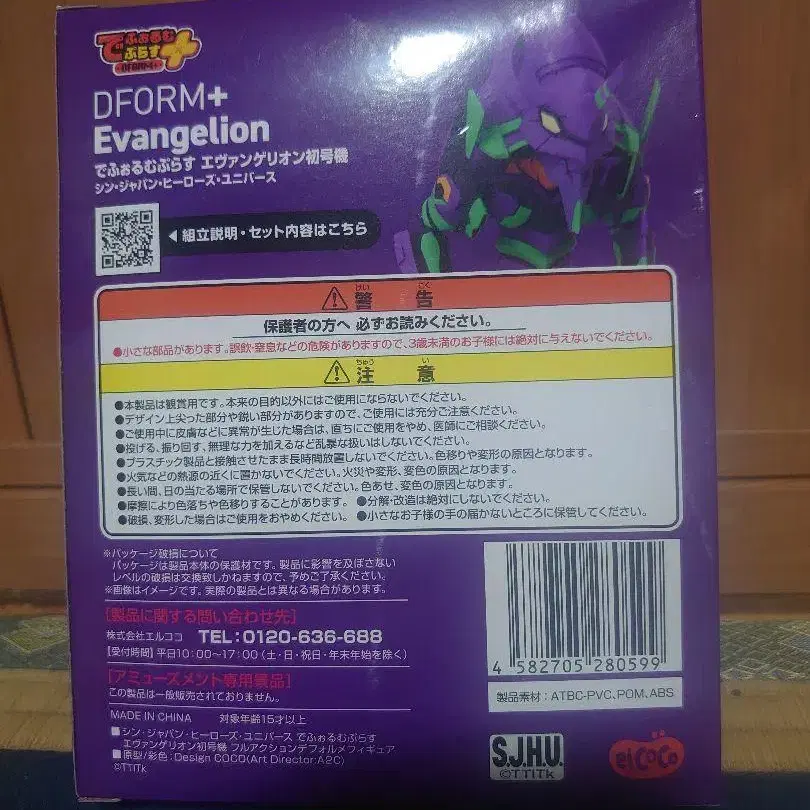 でふぉるむ
ぷらす
DFORM+
DFORM+
Evangelion
でふぉるむぷらす エヴァンゲリオン初号機
シン・ジャパン・ヒーローズ・ユニバース
◀組立説明・セット内容はこちら
けい こく
⚠警 告
保護者の方へ 必ずお読みください。
●小さな部品があります。誤飲・窒息などの危険がありますので、3歳未満のお子様には絶対に与えないでください。
ちゅう い
⚠注 意
●本製品は観賞用です。本来の目的以外にはご使用にならないでください。
●デザイン上尖った部分や鋭い部分がありますので、ご使用には充分ご注意ください。
●ご使用中に皮膚などに異常が生じた場合は、直ちにご使用をやめ、医師にご相談ください。
●投げる、振り回す、無理な力を加えるなど乱暴な扱いはしないでください。
●プラスチック製品と接触させたまま長時間放置しないでください。色移りや変形の原因となります。
●火気などの熱源の近くに置かないでください。火災や変形、変色の原因となります。
●長い間、日の当たる場所で保管しないでください。色あせ、変色の原因となります。
●摩擦により色落ちや色移りすることがあります。 ●分解・改造は絶対にしないでください。
●破損、変形した場合はご使用をおやめください。 ●小さなお子様の手の届かないところに保管してください。
※パッケージ破損について
パッケージは製品本体の保護材です。製品に影響を及ぼさない
レベルの破損は交換致しかねますので、予めご了承ください。
※画像はイメージです。実際の製品とは異なる場合があります。
[製品に関する問い合わせ先]
株式会社エルココ TEL:0120-636-688
【受付時間】平日10:00~17:00(土・日・祝日・年末年始を除く)
[アミューズメント専用景品]
この製品は一般販売されておりません。
MADE IN CHINA 対象年齢15才以上
■シン・ジャパン・ヒーローズ・ユニバース でふぉるむぷらす
エヴァンゲリオン初号機 フルアクションデフォルメフィギュア
■原型/彩色:Design COCO(Art Director:A2C)
©TTITk
4 582705 280599
製品素材:ATBC-PVC,POM,ABS
S.J.H.U.
©TTITk
elCOCO